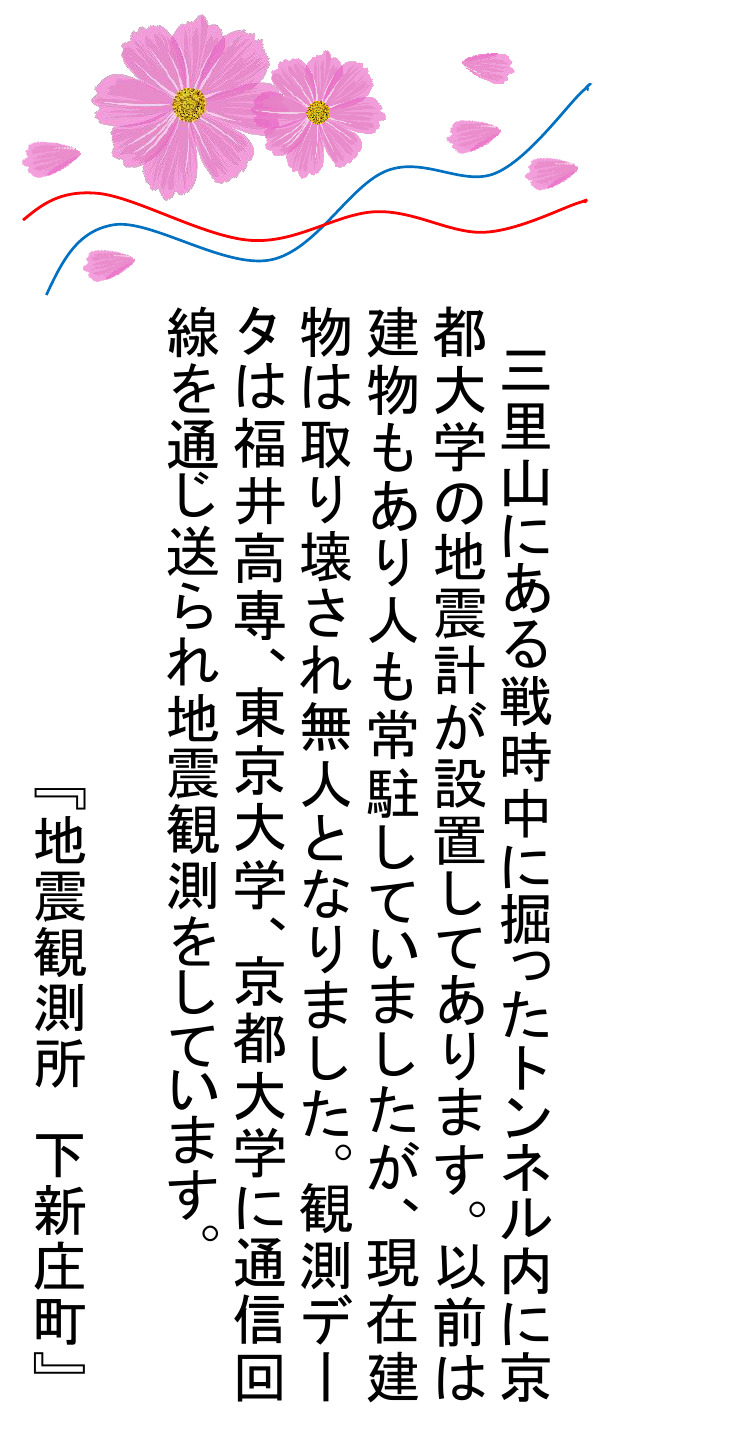 三里山にある戦時中に掘ったトンネル内に京
都大学の地震計が設置してあります。以前は
建物もあり人も常駐していましたが、現在建
物は取り壊され無人となりました。観測デー
タは福井高専、東京大学、京都大学に通信回
線を通じ送られ地震観測をしています。
『地震観測所 下新庄町』